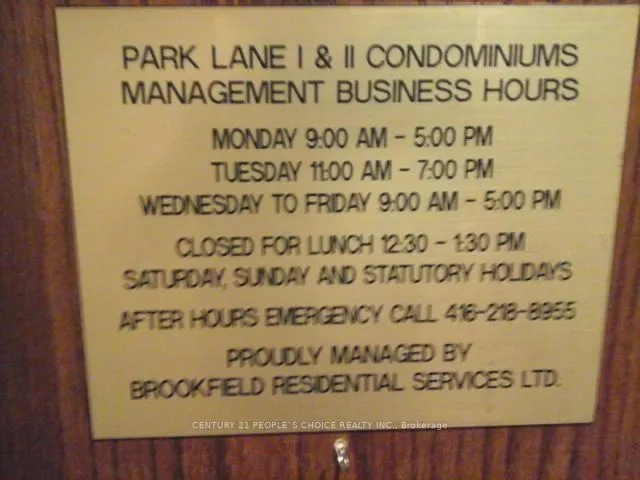 PARK LANE I & II CONDOMINIUMS
MANAGEMENT BUSINESS HOURS
MONDAY 9:00 AM - 5:00 PM
TUESDAY 11:00 AM - 7:00 PM
WEDNESDAY TO FRIDAY 9:00 AM - 5:00 PM
CLOSED FOR LUNCH 12:30 - 1:30 PM
SATURDAY, SUNDAY AND STATUTORY HOLIDAYS
AFTER HOURS EMERGENCY CALL 416-218-8955
PROUDLY MANAGED BY
BROOKFIELD RESIDENTIAL SERVICES LTD.
CENTURY 21 PEOPLE`S CHOICE REALTY INC., Brokerage